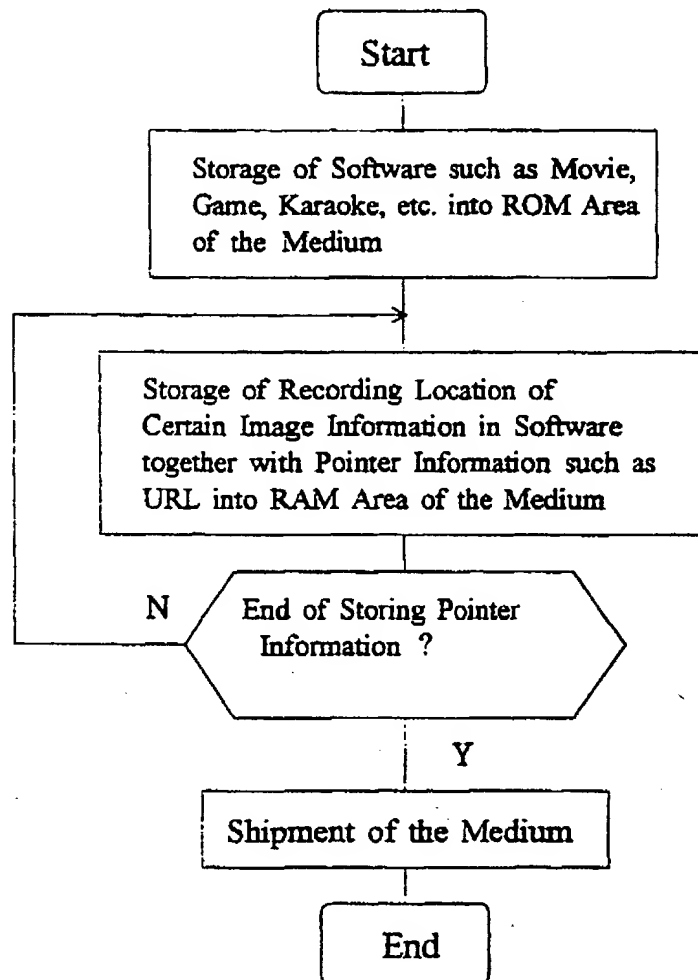 Start
Storage of Software such as Movie,
Game, Karaoke, etc. into ROM Area
of the Medium
Storage of Recording Location of
Certain Image Information in Software
together with Pointer Information such as
URL into RAM Area of the Medium
N
End of Storing Pointer
Information ?
Y
Shipment of the Medium
End